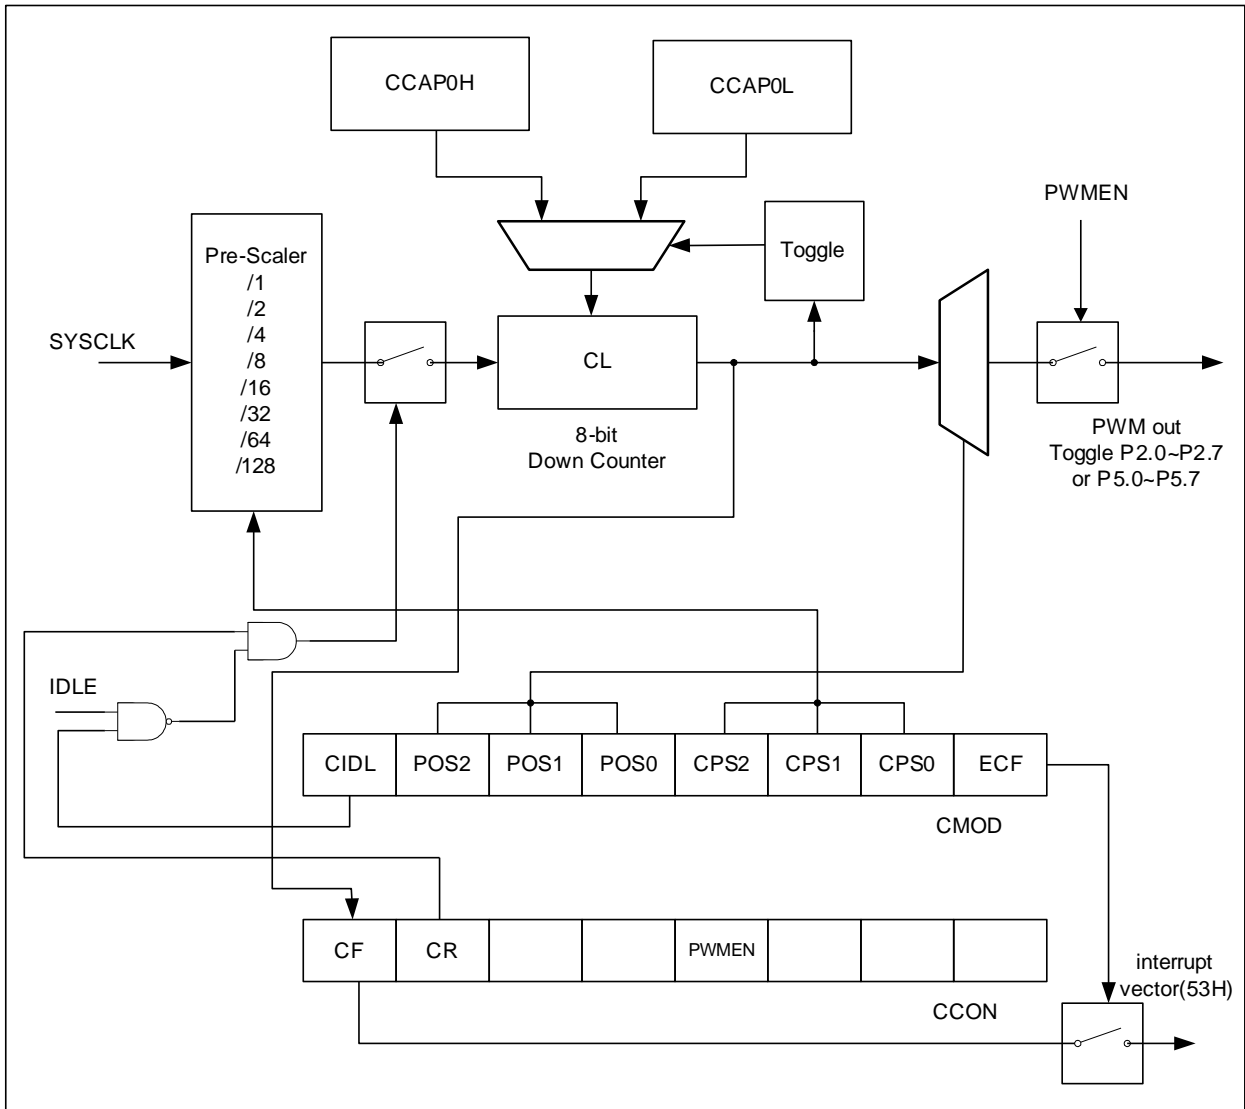 CCAP0H
CCAP0L
PWMEN
Pre-Scaler
/1
/2
/4
/8
/16
/32
/64
/128
Toggle
SYSCLK
CL
8-bit
Down Counter
PWM out
Toggle P2.0~P2.7
or P5.0~P5.7
IDLE
CIDL POS2 POS1 POS0 CPS2 CPS1 CPS0 ECF
CMOD
CF CR PWMEN
CCON
interrupt
vector(53H)